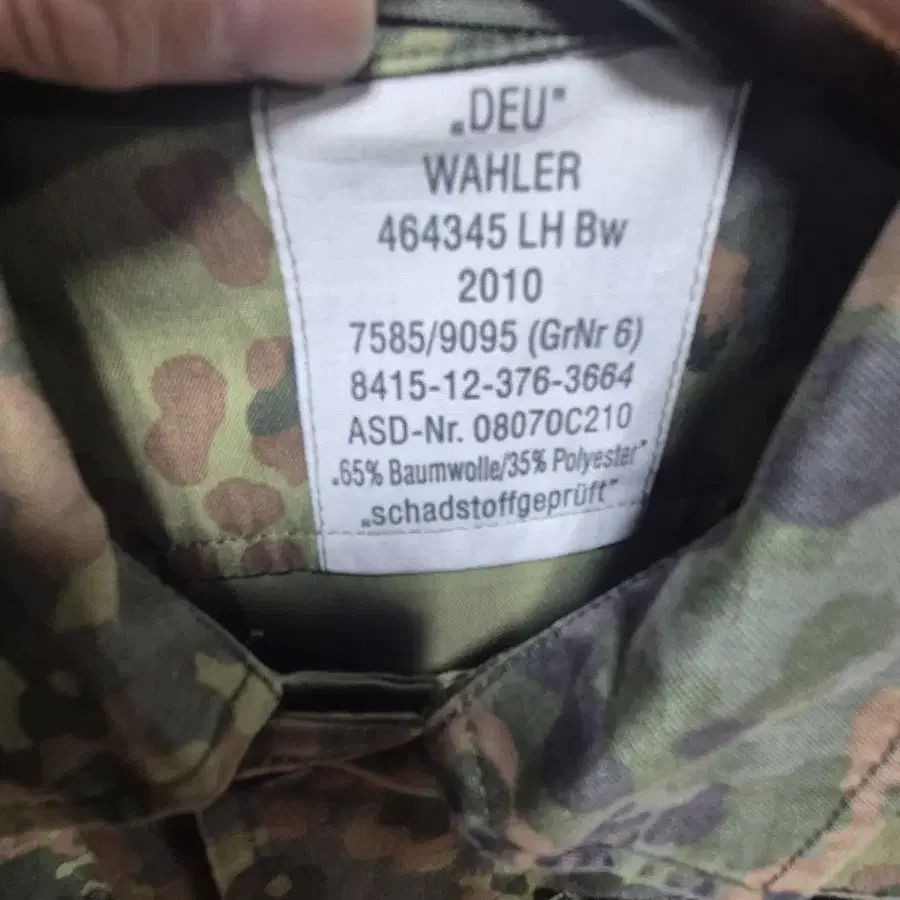 „DEU"
WAHLER
464345 LH Bw
2010
7585/9095 (GrNr 6)
8415-12-376-3664
ASD-Nr. 08070C210
„65% Baumwolle/35% Polyester"
„schadstoffgeprüft"